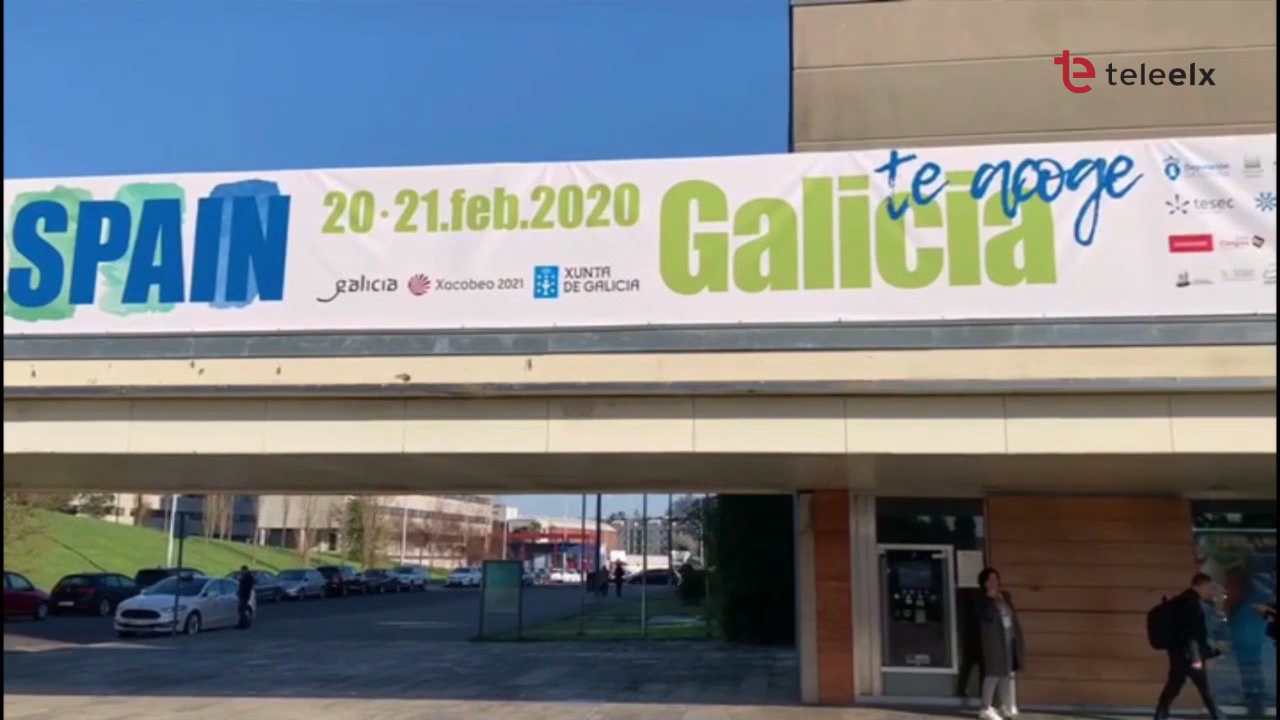 teleelx
SPAIN
20·21.feb.2020
galicia
Xacobeo 2021
XUNTA
DE GALICIA
Galicia
te acoge
tesec